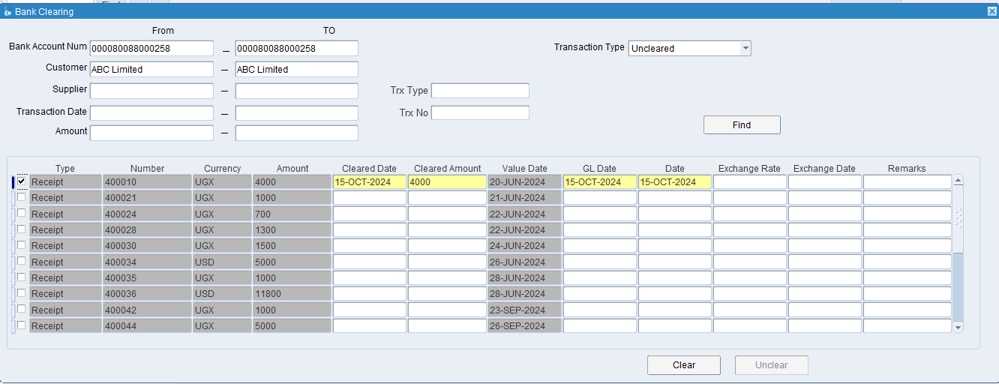 Bank Clearing
From TO
Bank Account Num 000080088000258 – 000080088000258 Transaction Type Uncleared
Customer ABC Limited – ABC Limited
Supplier – Trx Type
Transaction Date – Trx No
Amount –
Find
Type Number Currency Amount Cleared Date Cleared Amount Value Date GL Date Date Exchange Rate Exchange Date Remarks
Receipt 400010 UGX 4000 15-OCT-2024 4000 20-JUN-2024 15-OCT-2024 15-OCT-2024
Receipt 400021 UGX 1000 21-JUN-2024
Receipt 400024 UGX 700 22-JUN-2024
Receipt 400028 UGX 1300 22-JUN-2024
Receipt 400030 UGX 1500 24-JUN-2024
Receipt 400034 USD 5000 26-JUN-2024
Receipt 400035 UGX 1000 28-JUN-2024
Receipt 400036 USD 11800 28-JUN-2024
Receipt 400042 UGX 1000 23-SEP-2024
Receipt 400044 UGX 5000 26-SEP-2024
Clear Unclear